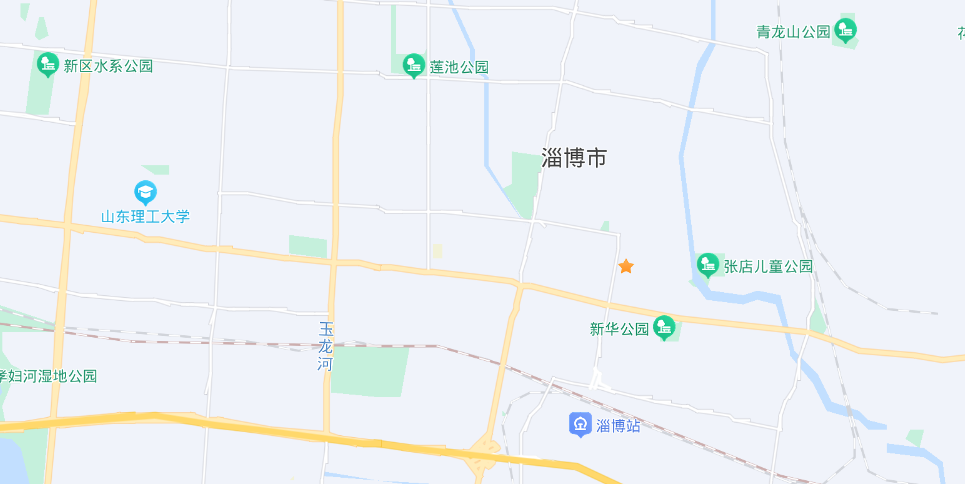 青龙山公园
新区水系公园
莲池公园
淄博市
山东理工大学
张店儿童公园
新华公园
玉龙河
孝妇河湿地公园
淄博站